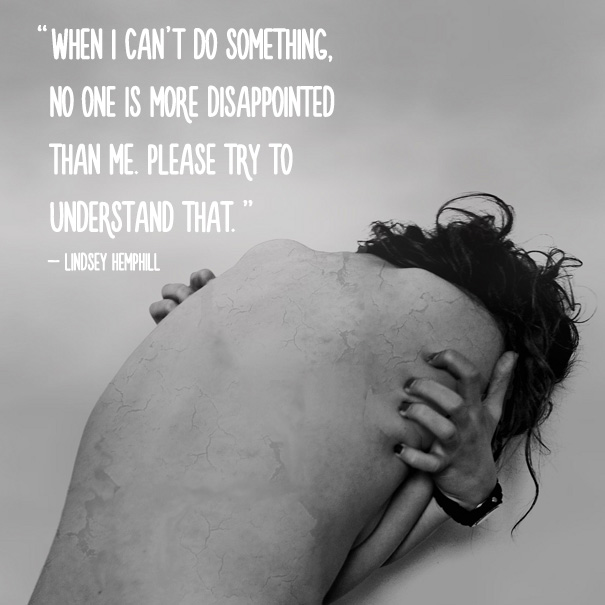 “WHEN I CAN'T DO SOMETHING,
NO ONE IS MORE DISAPPOINTED
THAN ME. PLEASE TRY TO
UNDERSTAND THAT.”
— LINDSEY HEMPHILL